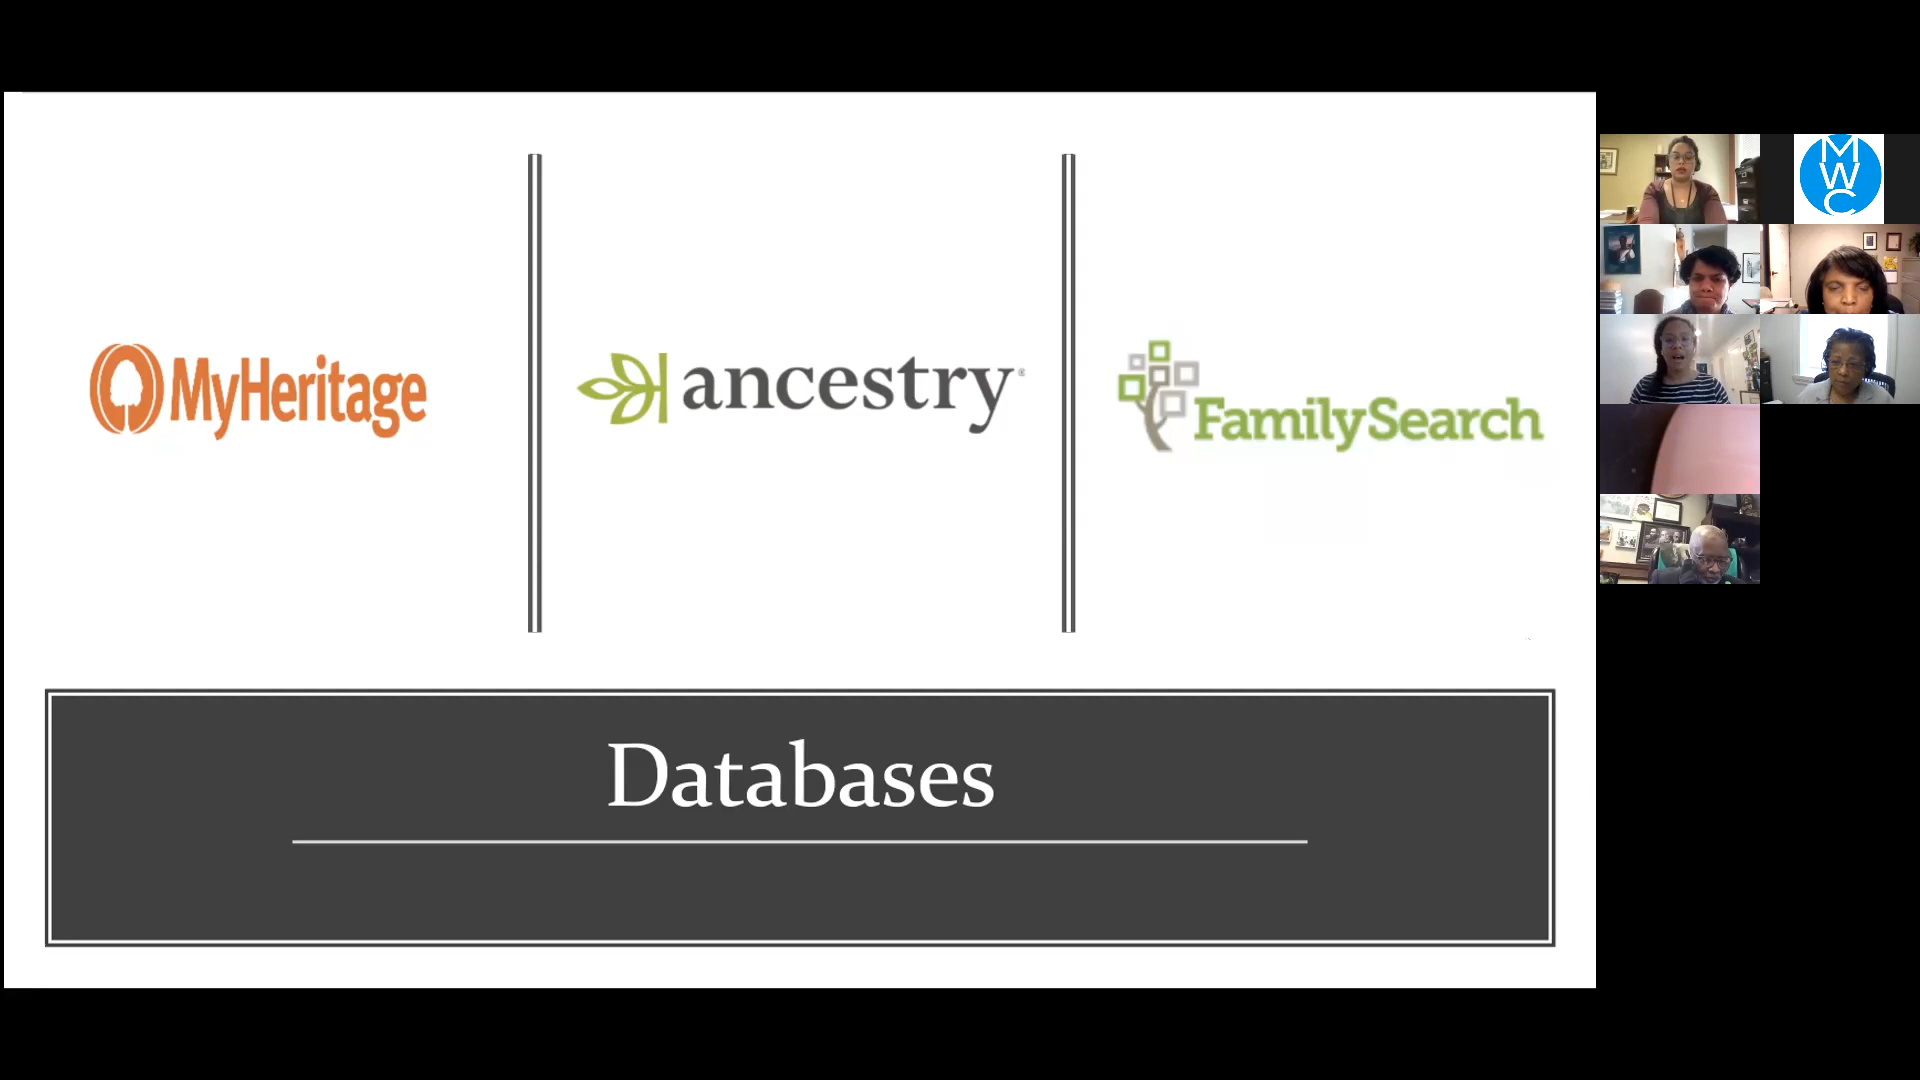 MyHeritage
ancestry®
FamilySearch
Databases
M
W
C